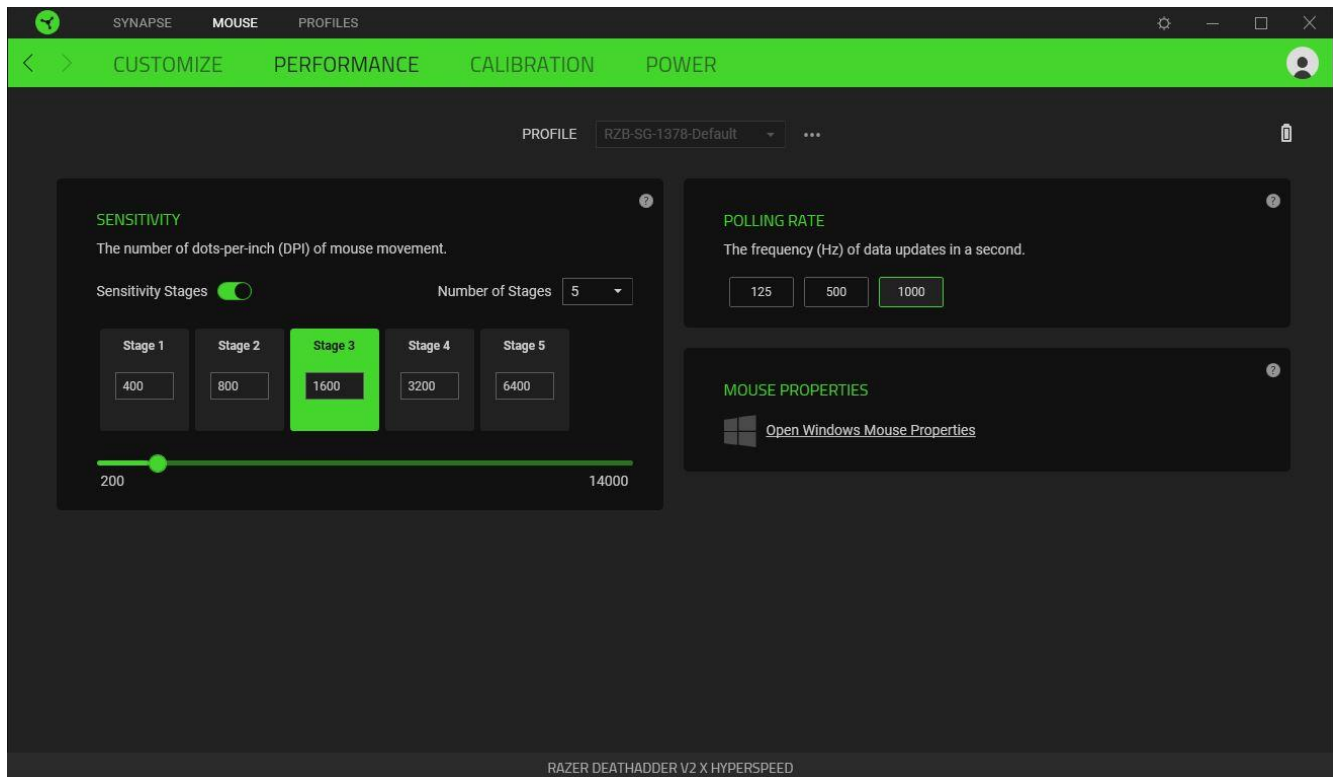 SYNAPSE MOUSE PROFILES
CUSTOMIZE PERFORMANCE CALIBRATION POWER
PROFILE RZB-SG-1378-Default
SENSITIVITY
The number of dots-per-inch (DPI) of mouse movement.
Sensitivity Stages Number of Stages 5
Stage 1 Stage 2 Stage 3 Stage 4 Stage 5
400 800 1600 3200 6400
200 14000
POLLING RATE
The frequency (Hz) of data updates in a second.
125 500 1000
MOUSE PROPERTIES
Open Windows Mouse Properties
RAZER DEATHADDER V2 X HYPERSPEED